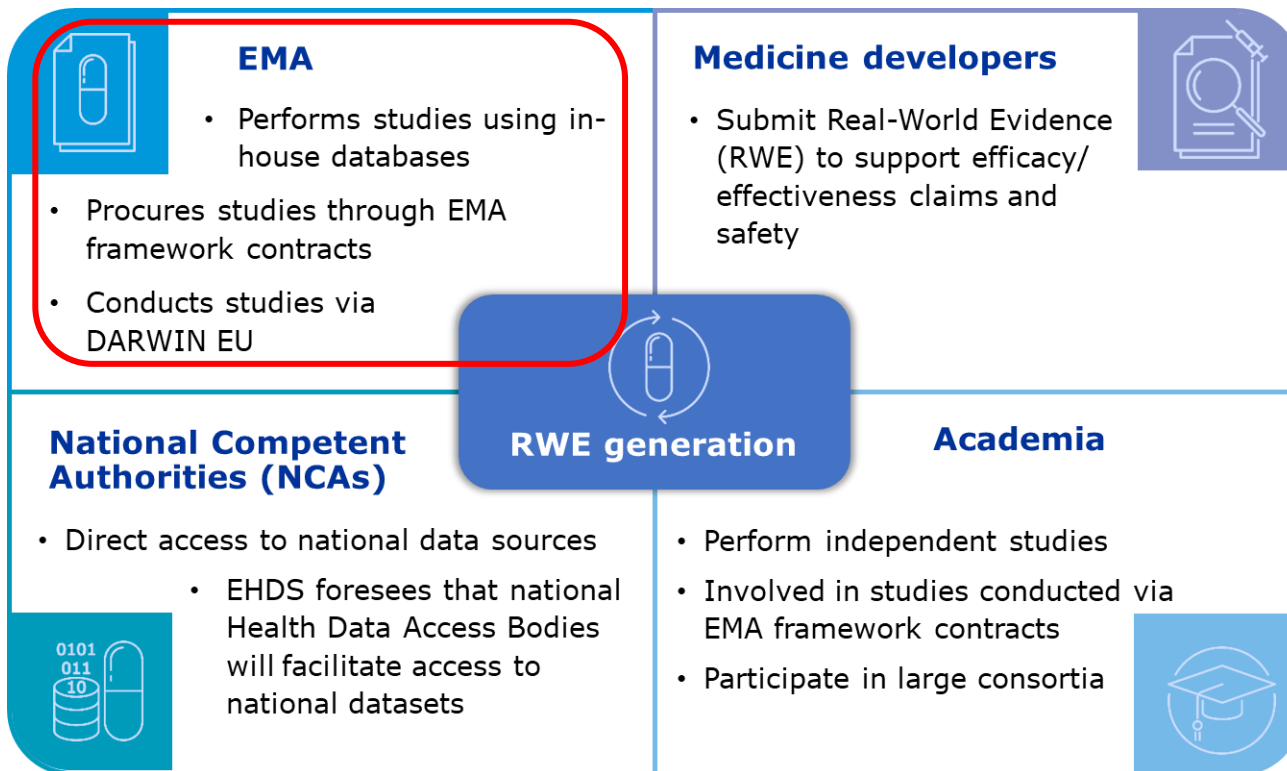 EMA
• Performs studies using in-
house databases
• Procures studies through EMA
framework contracts
• Conducts studies via
DARWIN EU
Medicine developers
• Submit Real-World Evidence
(RWE) to support efficacy/
effectiveness claims and
safety
RWE generation
National Competent
Authorities (NCAs)
• Direct access to national data sources
• EHDS foresees that national
Health Data Access Bodies
will facilitate access to
national datasets
0101
011
10
Academia
• Perform independent studies
• Involved in studies conducted via
EMA framework contracts
• Participate in large consortia